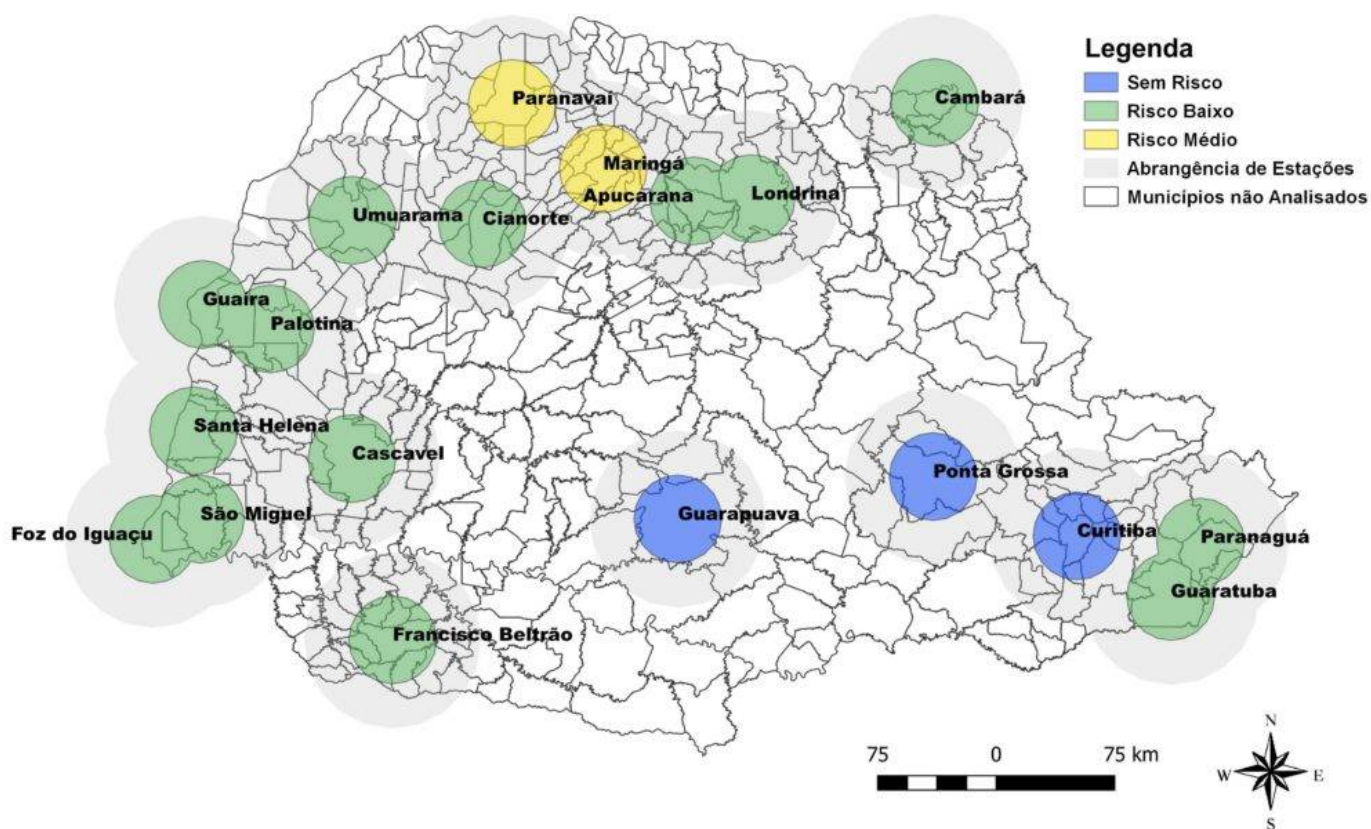 Legenda
Sem Risco
Risco Baixo
Risco Médio
Abrangência de Estações
Municípios não Analisados
Paranavai
Cambará
Maringá
Apucarana
Londrina
Umuarama
Cianorte
Guaíra
Palotina
Santa Helena
Cascavel
São Miguel
Foz do Iguaçu
Guarapuava
Ponta Grossa
Curitiba
Paranaguá
Guaratuba
Francisco Beltrão
75 0 75 km
N
W E
S